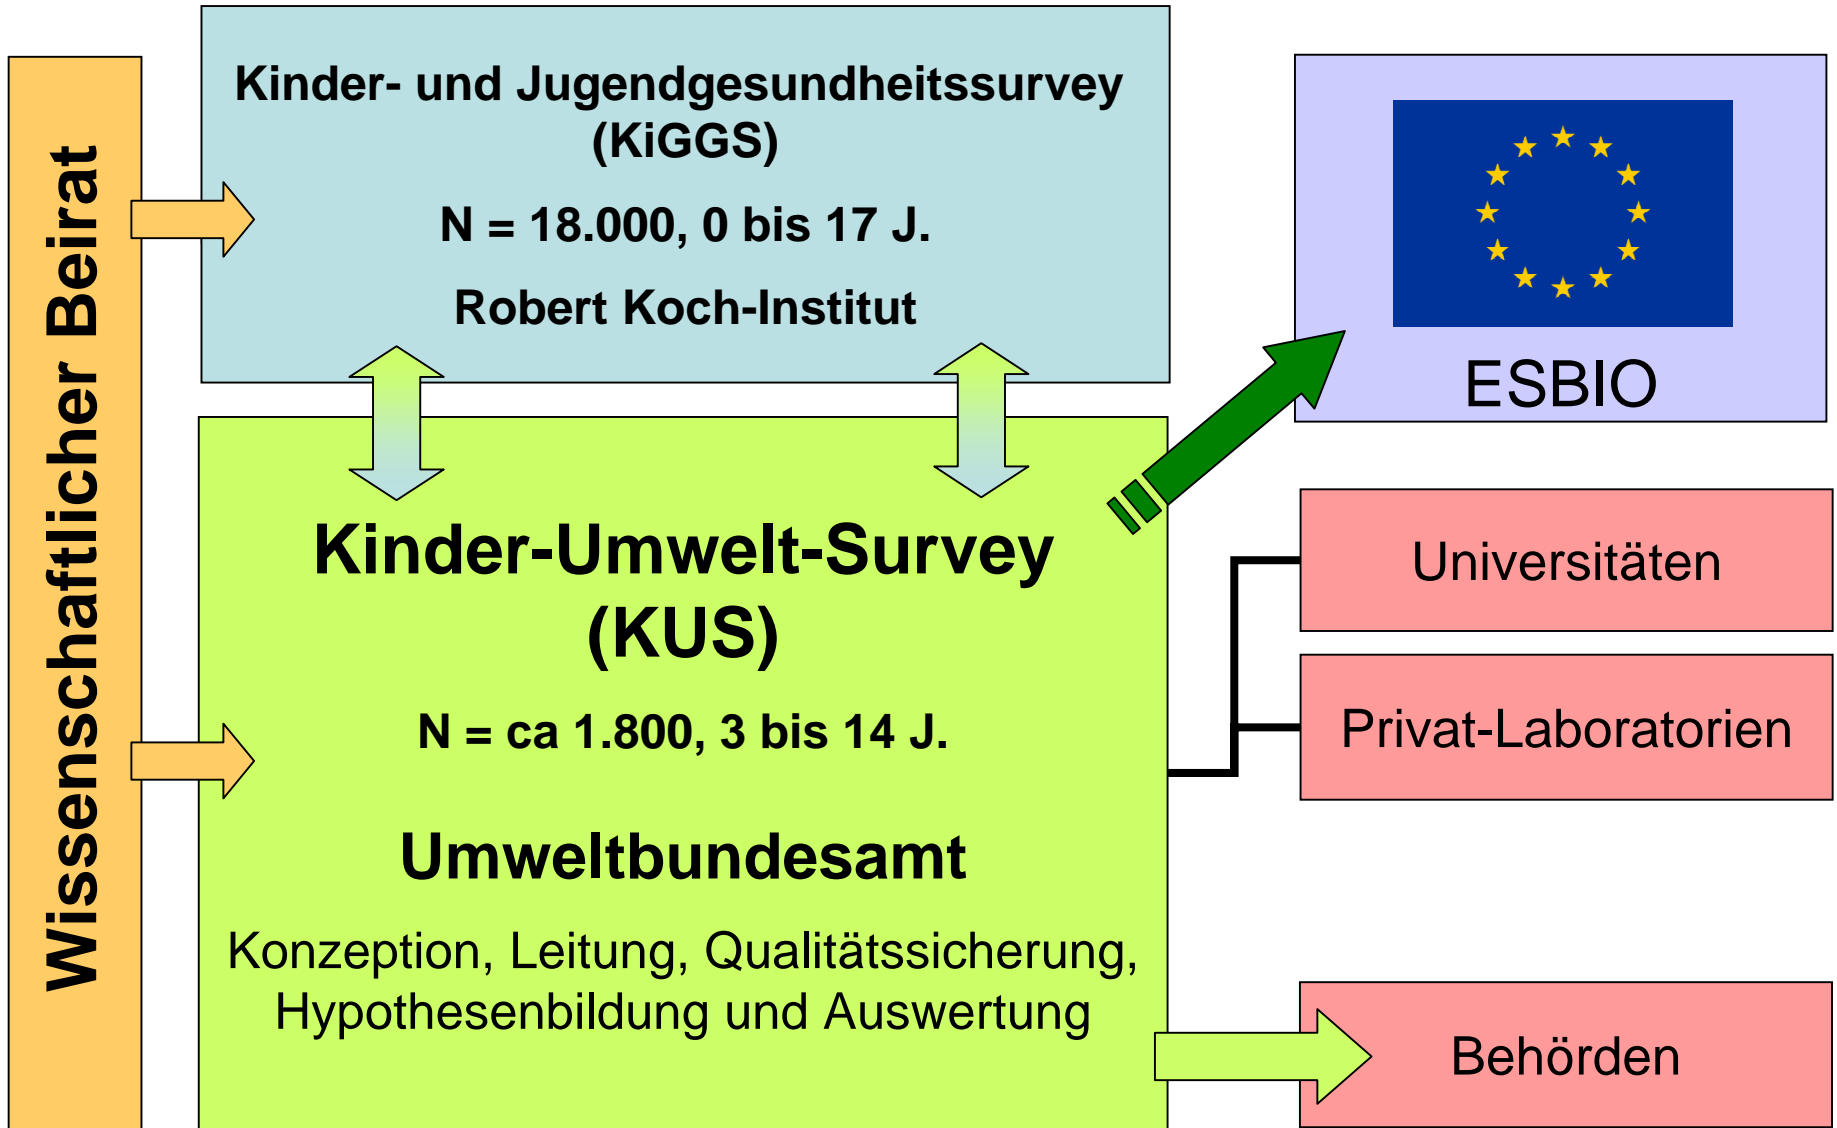 Wissenschaftlicher Beirat
Kinder- und Jugendgesundheitssurvey
(KiGGS)
N = 18.000, 0 bis 17 J.
Robert Koch-Institut
Kinder-Umwelt-Survey
(KUS)
N = ca 1.800, 3 bis 14 J.
Umweltbundesamt
Konzeption, Leitung, Qualitätssicherung,
Hypothesenbildung und Auswertung
ESBIO
Universitäten
Privat-Laboratorien
Behörden